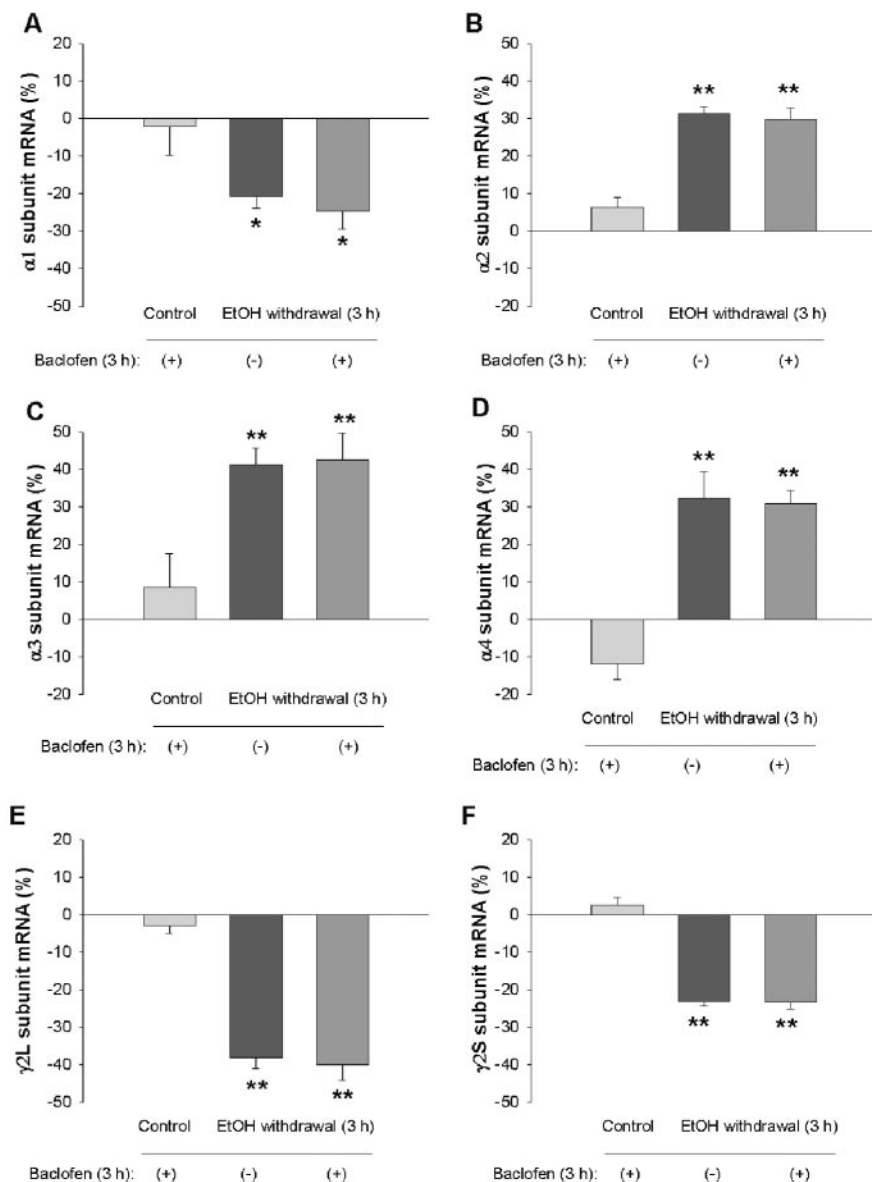 A
α1 subunit mRNA (%)
20
10
0
-10
-20
-30
-40
-50
*
*
Control EtOH withdrawal (3 h)
Baclofen (3 h): (+) (-) (+)
B
α2 subunit mRNA (%)
50
40
30
20
10
0
-10
-20
**
**
Control EtOH withdrawal (3 h)
Baclofen (3 h): (+) (-) (+)
C
α3 subunit mRNA (%)
50
40
30
20
10
0
-10
-20
**
**
Control EtOH withdrawal (3 h)
Baclofen (3 h): (+) (-) (+)
D
α4 subunit mRNA (%)
50
40
30
20
10
0
-10
-20
**
**
Control EtOH withdrawal (3 h)
Baclofen (3 h): (+) (-) (+)
E
γ2L subunit mRNA (%)
20
10
0
-10
-20
-30
-40
-50
**
**
Control EtOH withdrawal (3 h)
Baclofen (3 h): (+) (-) (+)
F
γ2S subunit mRNA (%)
20
10
0
-10
-20
-30
-40
-50
**
**
Control EtOH withdrawal (3 h)
Baclofen (3 h): (+) (-) (+)